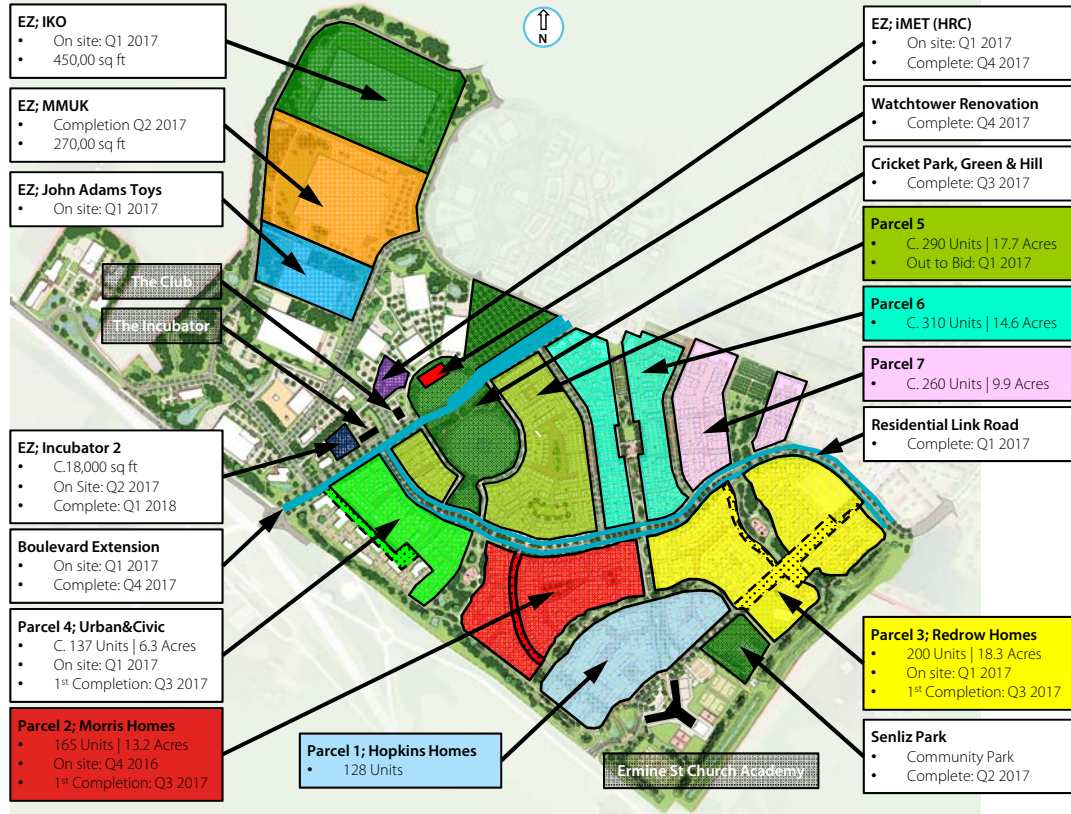 EZ; IKO
• On site: Q1 2017
• 450,00 sq ft
EZ; MMUK
• Completion Q2 2017
• 270,00 sq ft
EZ; John Adams Toys
• On site: Q1 2017
The Club
The Incubator
EZ; Incubator 2
• C.18,000 sq ft
• On Site: Q2 2017
• Complete: Q1 2018
Boulevard Extension
• On site: Q1 2017
• Complete: Q4 2017
Parcel 4; Urban&Civic
• C. 137 Units | 6.3 Acres
• On site: Q1 2017
• 1st Completion: Q3 2017
Parcel 2; Morris Homes
• 165 Units | 13.2 Acres
• On site: Q4 2016
• 1st Completion: Q3 2017
N
Parcel 1; Hopkins Homes
• 128 Units
Ermine St Church Academy
EZ; iMET (HRC)
• On site: Q1 2017
• Complete: Q4 2017
Watchtower Renovation
• Complete: Q4 2017
Cricket Park, Green & Hill
• Complete: Q3 2017
Parcel 5
• C. 290 Units | 17.7 Acres
• Out to Bid: Q1 2017
Parcel 6
• C. 310 Units | 14.6 Acres
Parcel 7
• C. 260 Units | 9.9 Acres
Residential Link Road
• Complete: Q1 2017
Parcel 3; Redrow Homes
• 200 Units | 18.3 Acres
• On site: Q1 2017
• 1st Completion: Q3 2017
Senliz Park
• Community Park
• Complete: Q2 2017